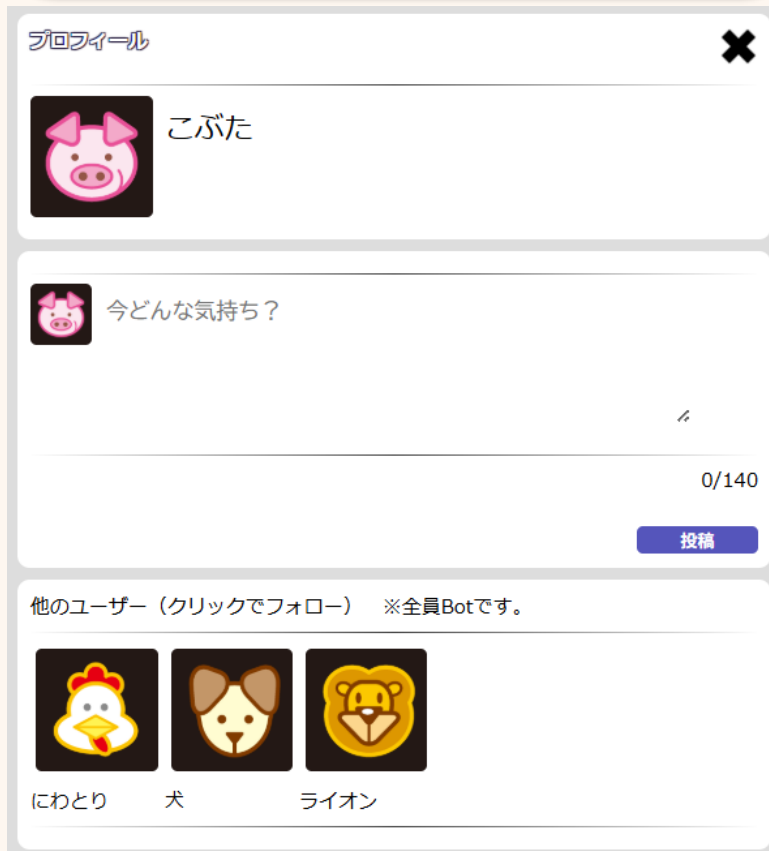 プロフィール
こぶた
今どんな気持ち？
0/140
投稿
他のユーザー（クリックでフォロー）　※全員Botです。
にわとり　犬　ライオン